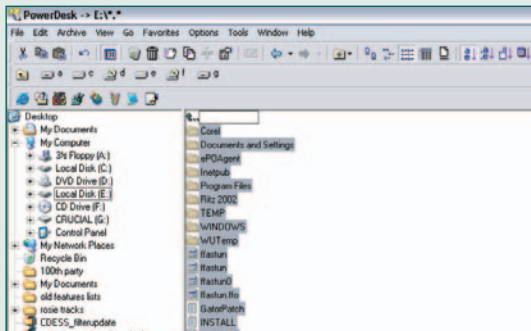 PowerDesk -> E:\*.*
File Edit Archive View Go Favorites Options Tools Window Help
a c d e f g
Desktop
My Documents
My Computer
3½ Floppy (A:)
Local Disk (C:)
DVD Drive (D:)
Local Disk (E:)
CD Drive (F:)
CRUCIAL (G:)
Control Panel
My Network Places
Recycle Bin
100th party
My Documents
old features lists
rosie tracks
CDESS_filterupdate
..
Corel
Documents and Settings
ePOAgent
Inetpub
Program Files
Ritz 2002
TEMP
WINDOWS
WUTemp
ffastun
ffastun
ffastun0
ffastun.ffo
GatorPatch
INSTALL